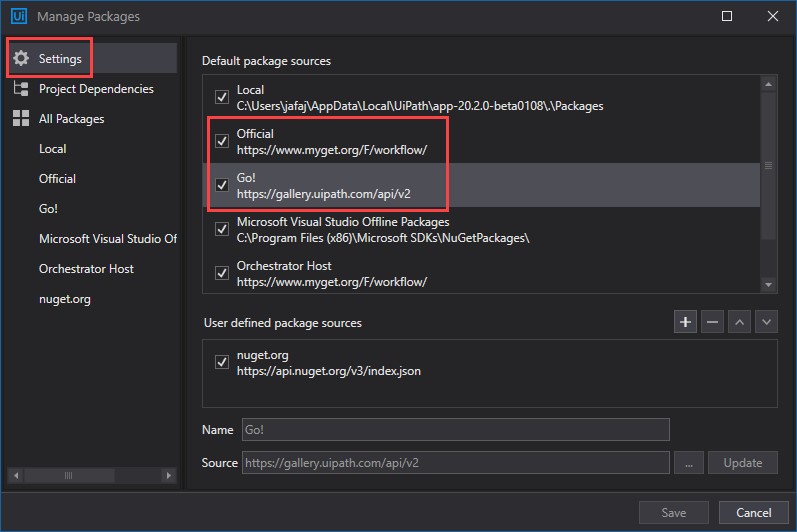 Ui Manage Packages
Settings
Project Dependencies
All Packages
Local
Official
Go!
Microsoft Visual Studio Of
Orchestrator Host
nuget.org
Default package sources
Local
C:\Users\jafaj\AppData\Local\UiPath\app-20.2.0-beta0108\.\Packages
Official
https://www.myget.org/F/workflow/
Go!
https://gallery.uipath.com/api/v2
Microsoft Visual Studio Offline Packages
C:\Program Files (x86)\Microsoft SDKs\NuGetPackages\
Orchestrator Host
https://www.myget.org/F/workflow/
User defined package sources
nuget.org
https://api.nuget.org/v3/index.json
Name Go!
Source https://gallery.uipath.com/api/v2 ... Update
Save Cancel